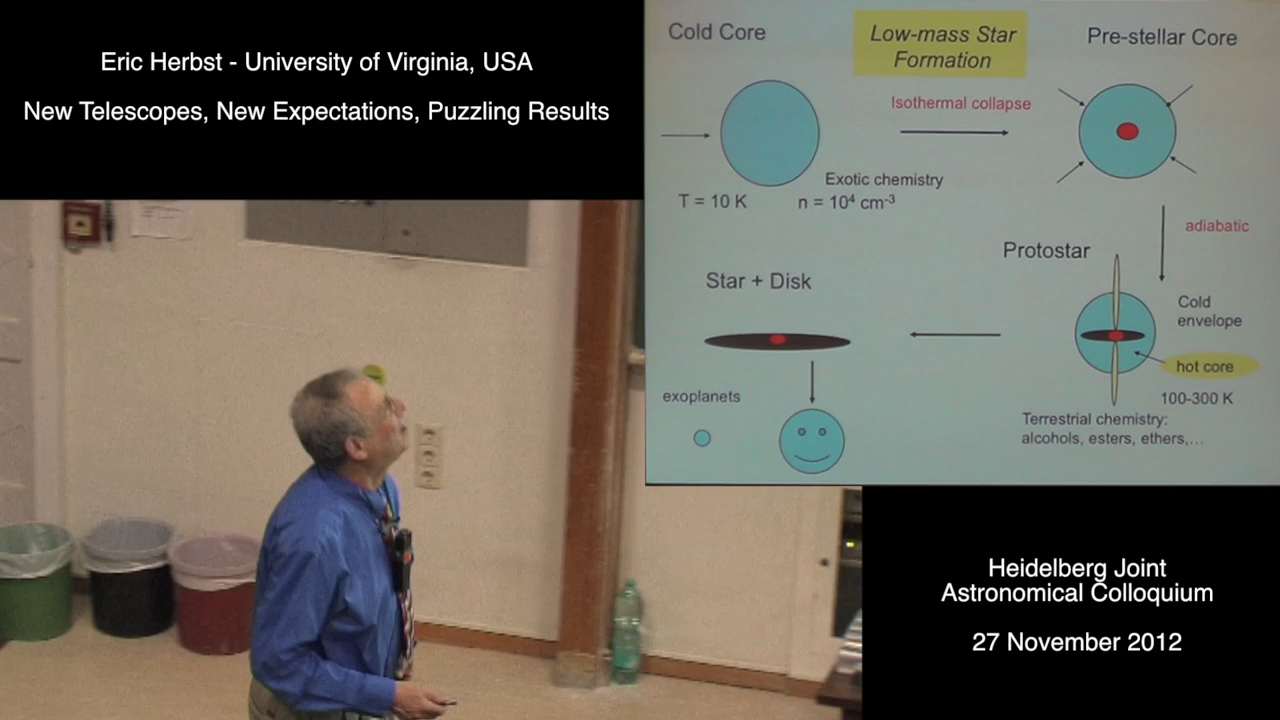 Eric Herbst - University of Virginia, USA
New Telescopes, New Expectations, Puzzling Results
Cold Core
Low-mass Star
Formation
Pre-stellar Core
Isothermal collapse
Exotic chemistry
T = 10 K
n = 10⁴ cm⁻³
adiabatic
Protostar
Star + Disk
Cold
envelope
hot core
100-300 K
exoplanets
Terrestrial chemistry:
alcohols, esters, ethers,...
Heidelberg Joint
Astronomical Colloquium
27 November 2012